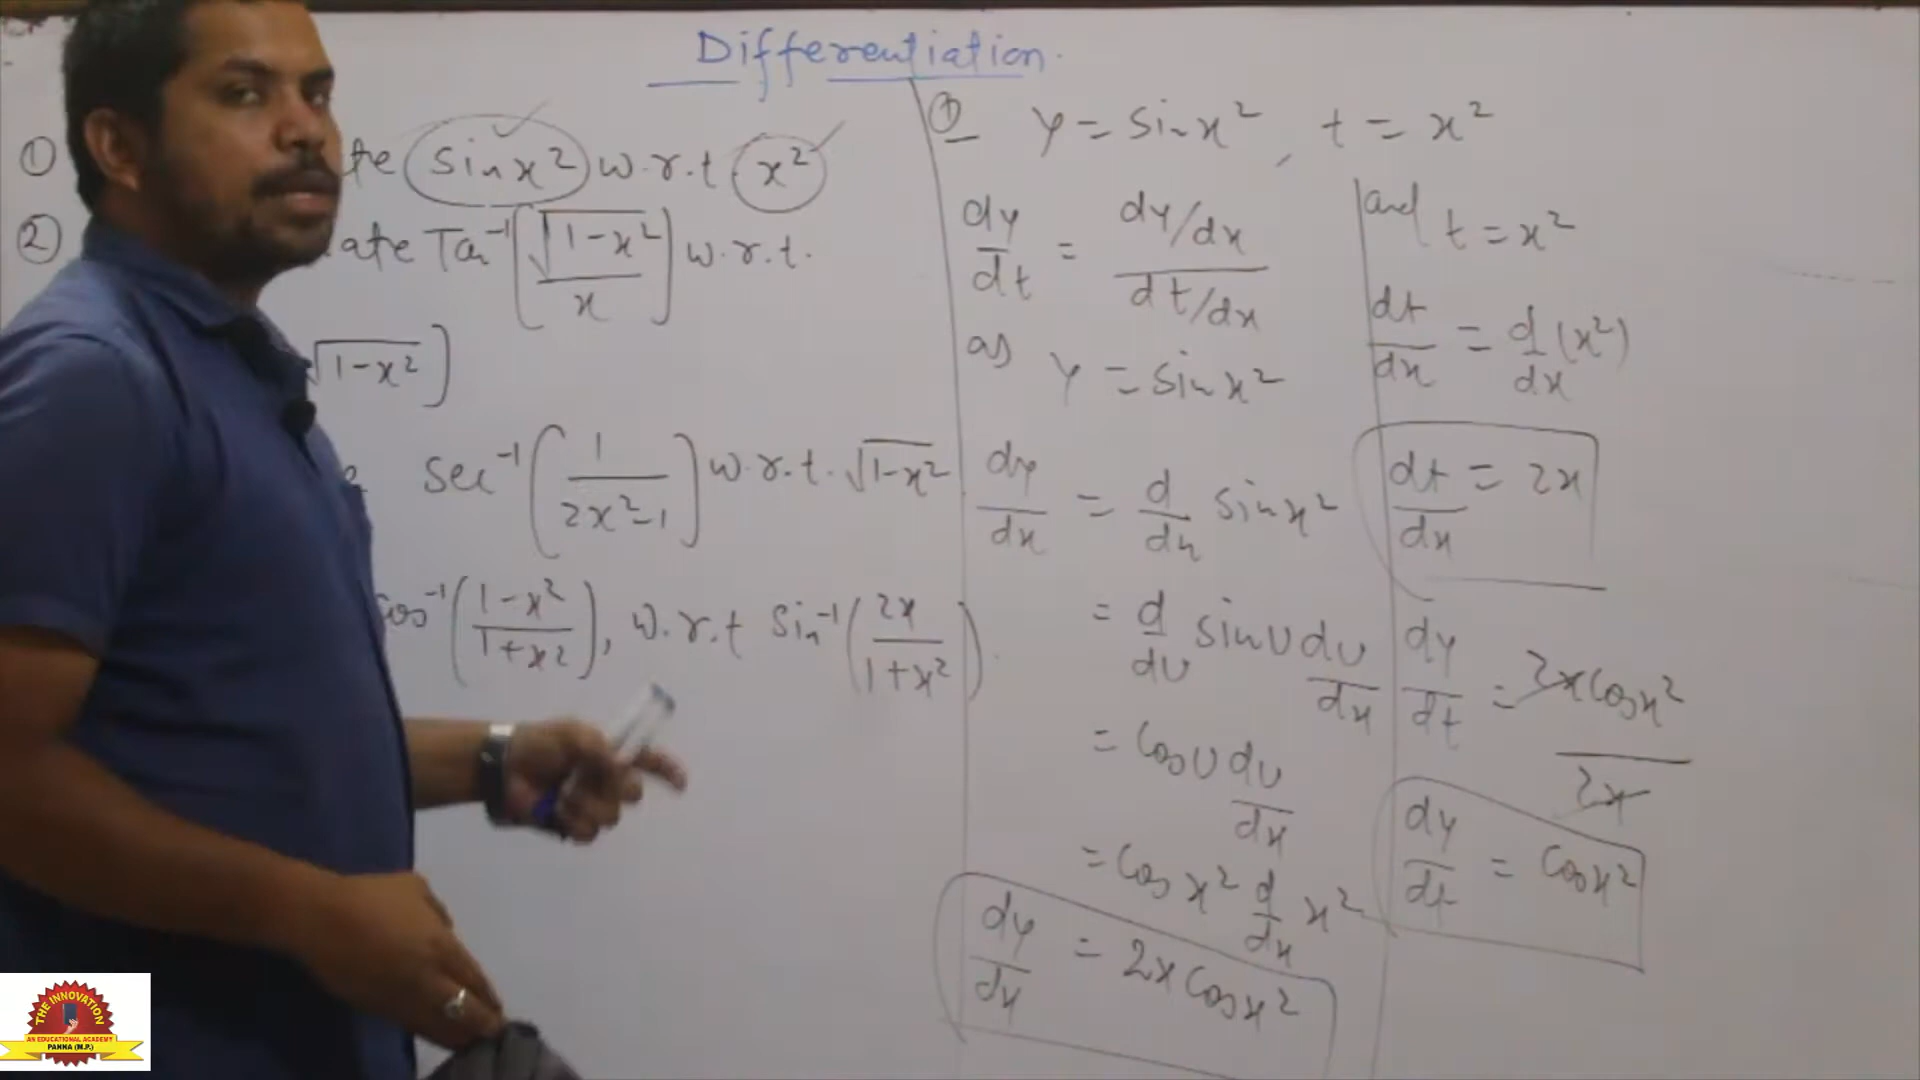 Differentiation.
① te sin x² w.r.t x²
② ate Tan⁻¹[√(1-x²)/x] w.r.t.
√(1-x²)]
Sec⁻¹(1/(2x²-1)) w.r.t. √(1-x²)
cos⁻¹((1-x²)/(1+x²)), w.r.t sin⁻¹(2x/(1+x²)).
① y = sin x², t = x²
dy/dt = (dy/dx)/(dt/dx)
as y = sin x²
dy/dx = d/dx sin x²
= d/du sin u du/dx
= cos u du/dx
= cos x² d/dx x²
dy/dx = 2x cos x²
and t = x²
dt/dx = d/dx (x²)
dt/dx = 2x
dy/dt = 2x cos x²/2x
dy/dt = cos x²
THE INNOVATION
AN EDUCATIONAL ACADEMY
PANNA (M.P.)